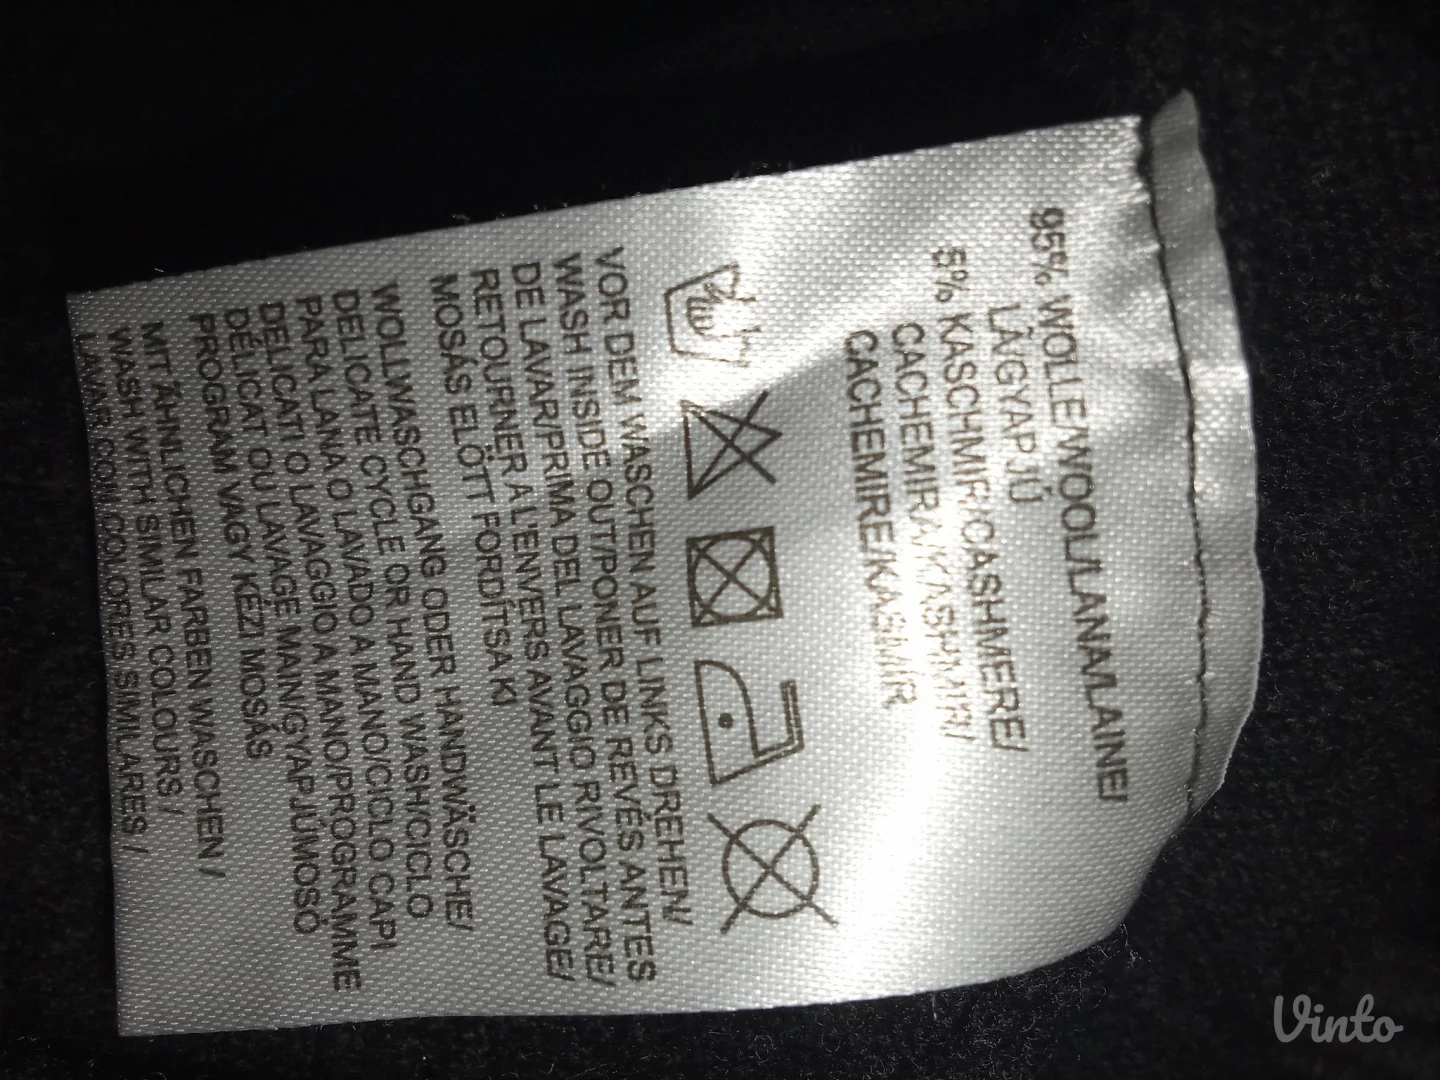 95% WOLLE/WOOL/LANA/LAINE/
LÁGYAPJÚ
5% KASCHMIR/CASHMERE/
CACHEMIRA/KASHMIR/
CACHEMIRE/KASMÍR
VOR DEM WASCHEN AUF LINKS DREHEN/
WASH INSIDE OUT/PONER DE REVÉS ANTES
DE LAVAR/PRIMA DEL LAVAGGIO RIVOLTARE/
RETOURNER A L'ENVERS AVANT LE LAVAGE/
MOSÁS ELŐTT FORDÍTSA KI
WOLLWASCHGANG ODER HANDWÄSCHE/
DELICATE CYCLE OR HAND WASH/CICLO
PARA LANA O LAVADO A MANO/CICLO CAPI
DELICATI O LAVAGGIO A MANO/PROGRAMME
DÉLICAT OU LAVAGE MAIN/GYAPJÚMOSÓ
PROGRAM VAGY KÉZI MOSÁS
MIT ÄHNLICHEN FARBEN WASCHEN /
WASH WITH SIMILAR COLOURS /
LAVAR CON COLORES SIMILARES /
Vinto